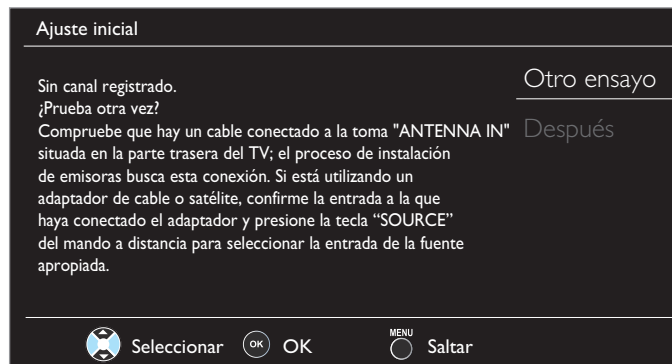 Ajuste inicial
Sin canal registrado.
¿Prueba otra vez?
Compruebe que hay un cable conectado a la toma "ANTENNA IN"
situada en la parte trasera del TV; el proceso de instalación
de emisoras busca esta conexión. Si está utilizando un
adaptador de cable o satélite, confirme la entrada a la que
haya conectado el adaptador y presione la tecla “SOURCE”
del mando a distancia para seleccionar la entrada de la fuente
apropiada.
Otro ensayo
Después
Seleccionar OK OK MENU Saltar